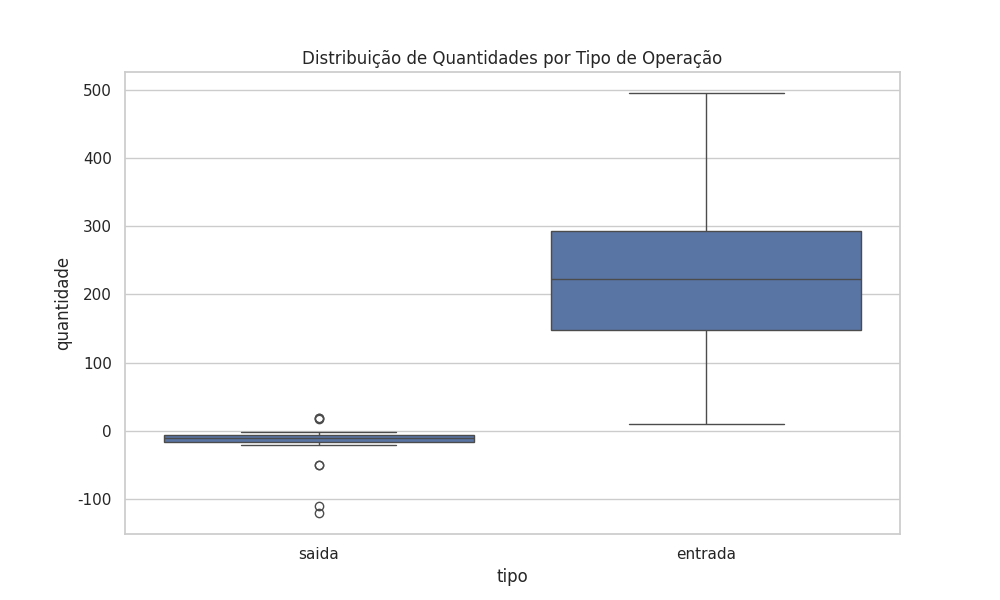 Distribuição de Quantidades por Tipo de Operação
500
400
300
200
100
0
-100
quantidade
saida
entrada
tipo